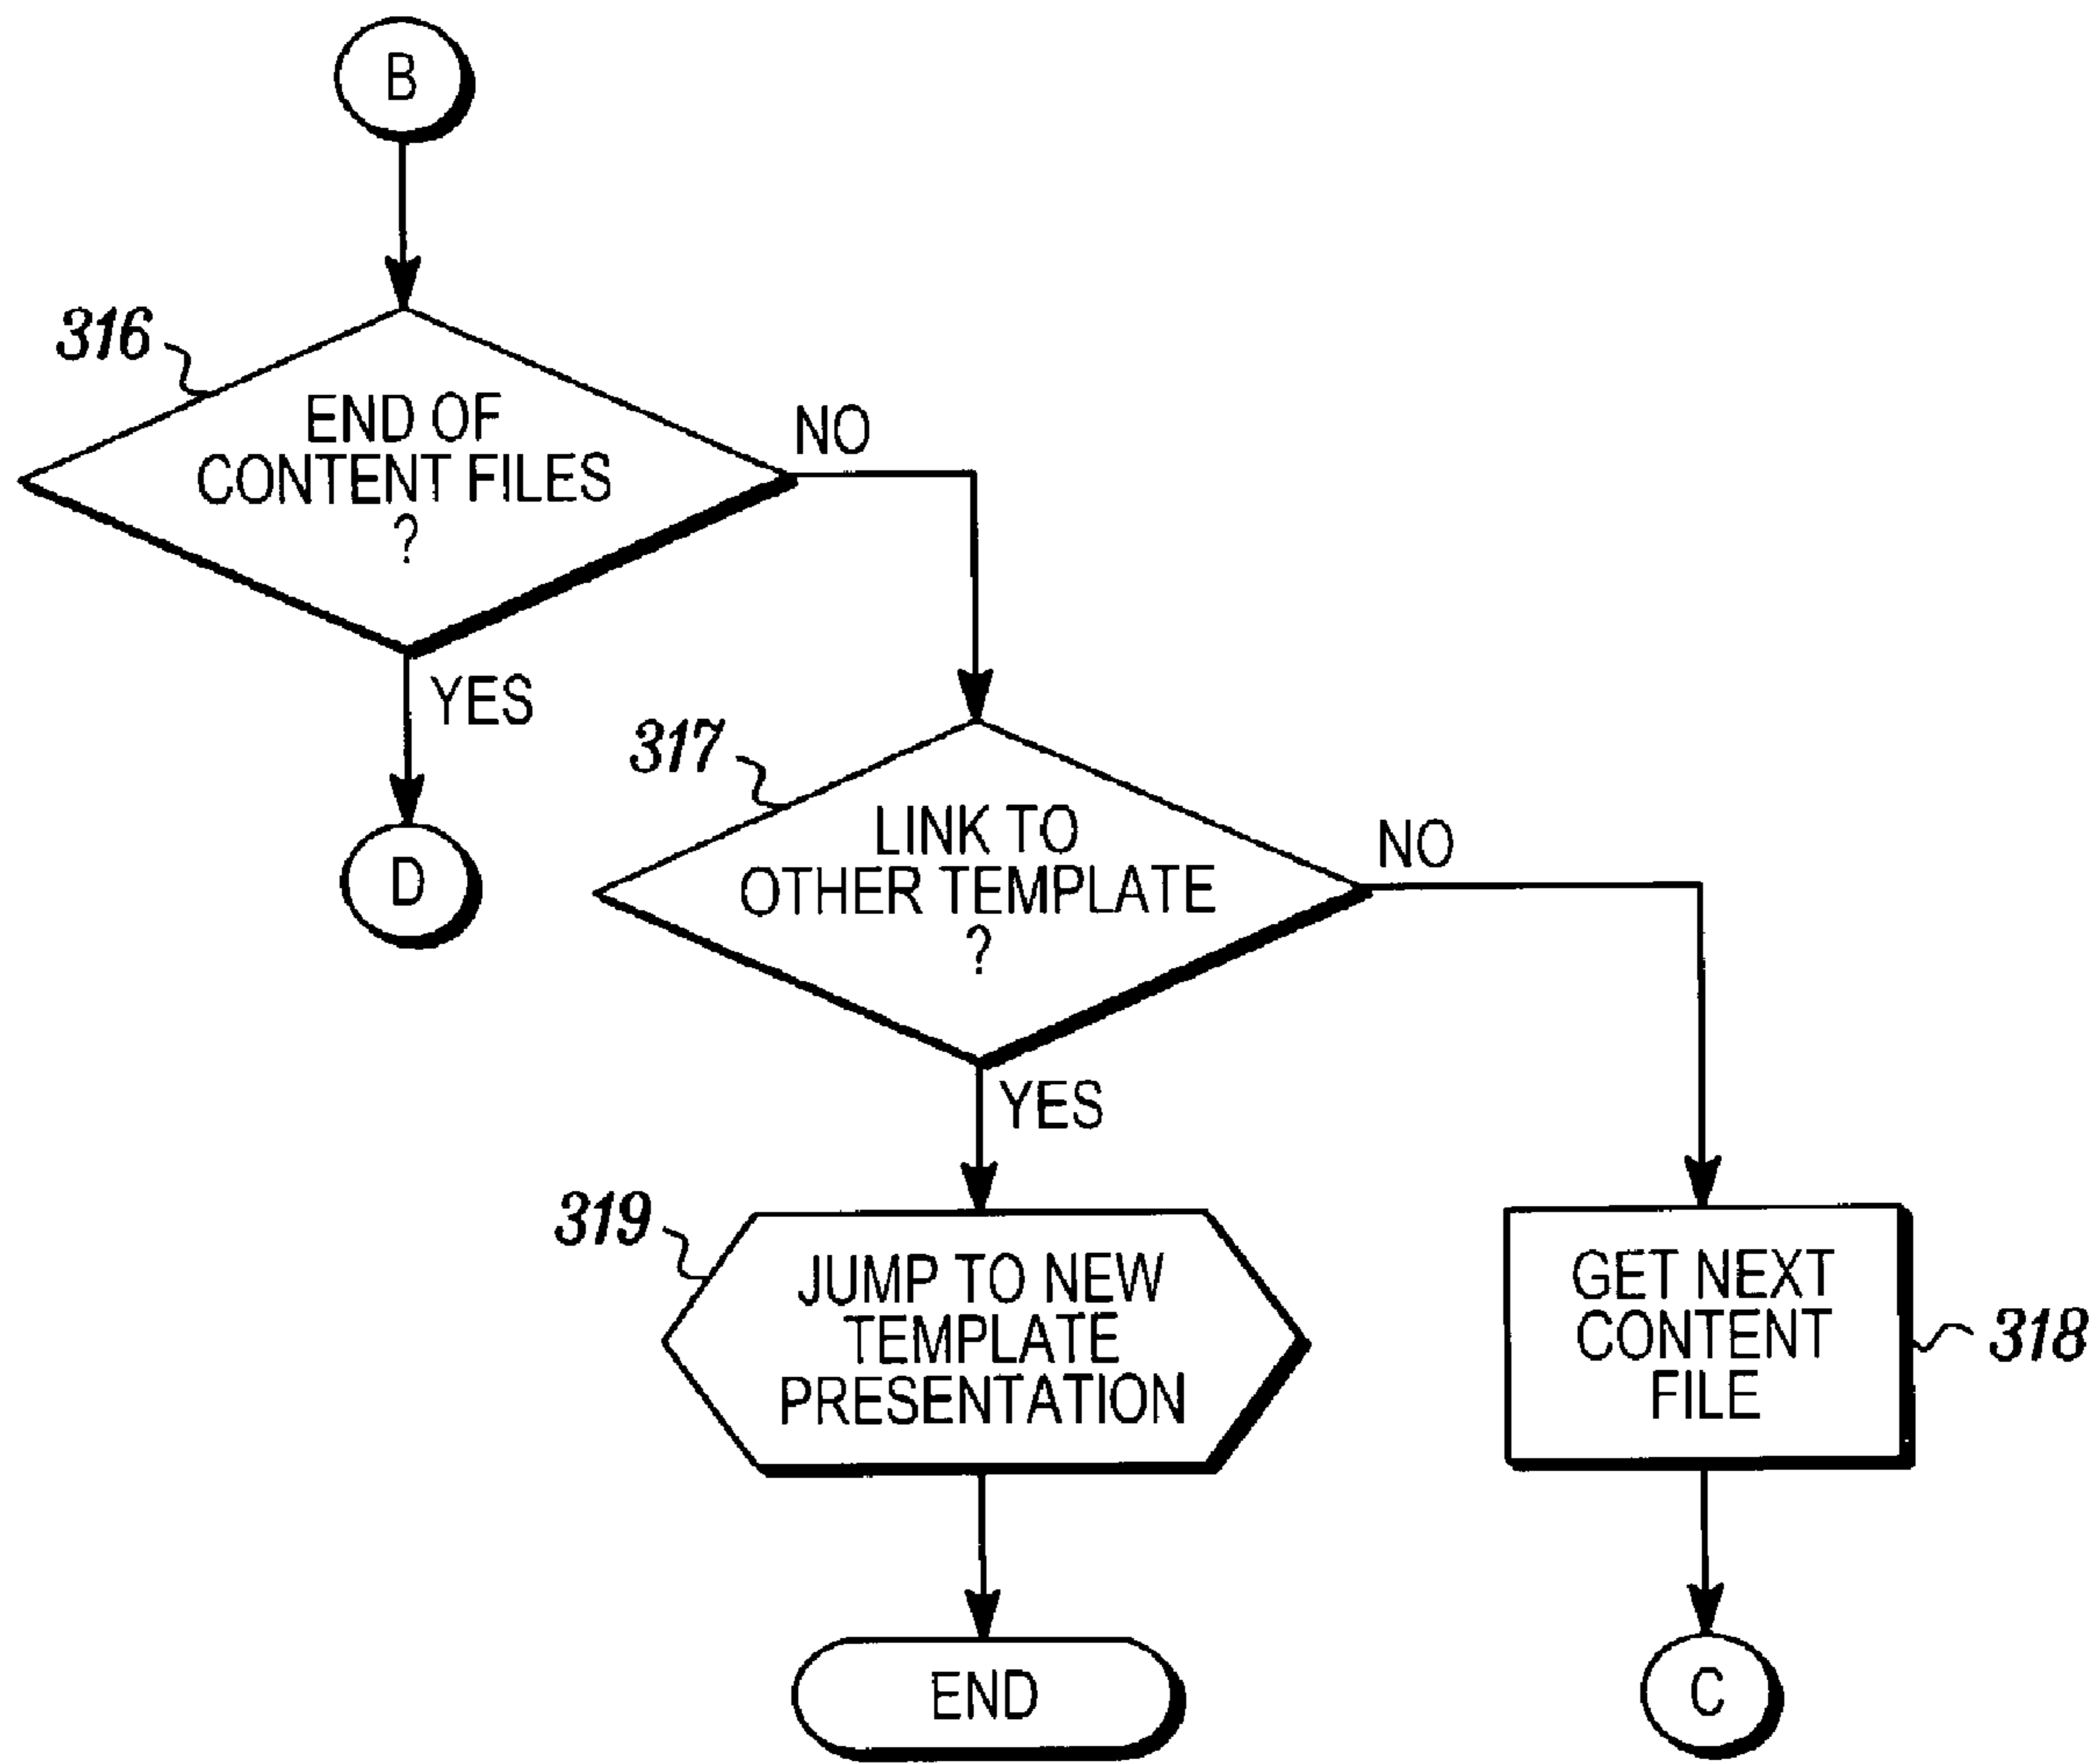 B
316
END OF
CONTENT FILES
?
NO
YES
D
317
LINK TO
OTHER TEMPLATE
?
NO
YES
319
JUMP TO NEW
TEMPLATE
PRESENTATION
GET NEXT
CONTENT
FILE
318
END
C